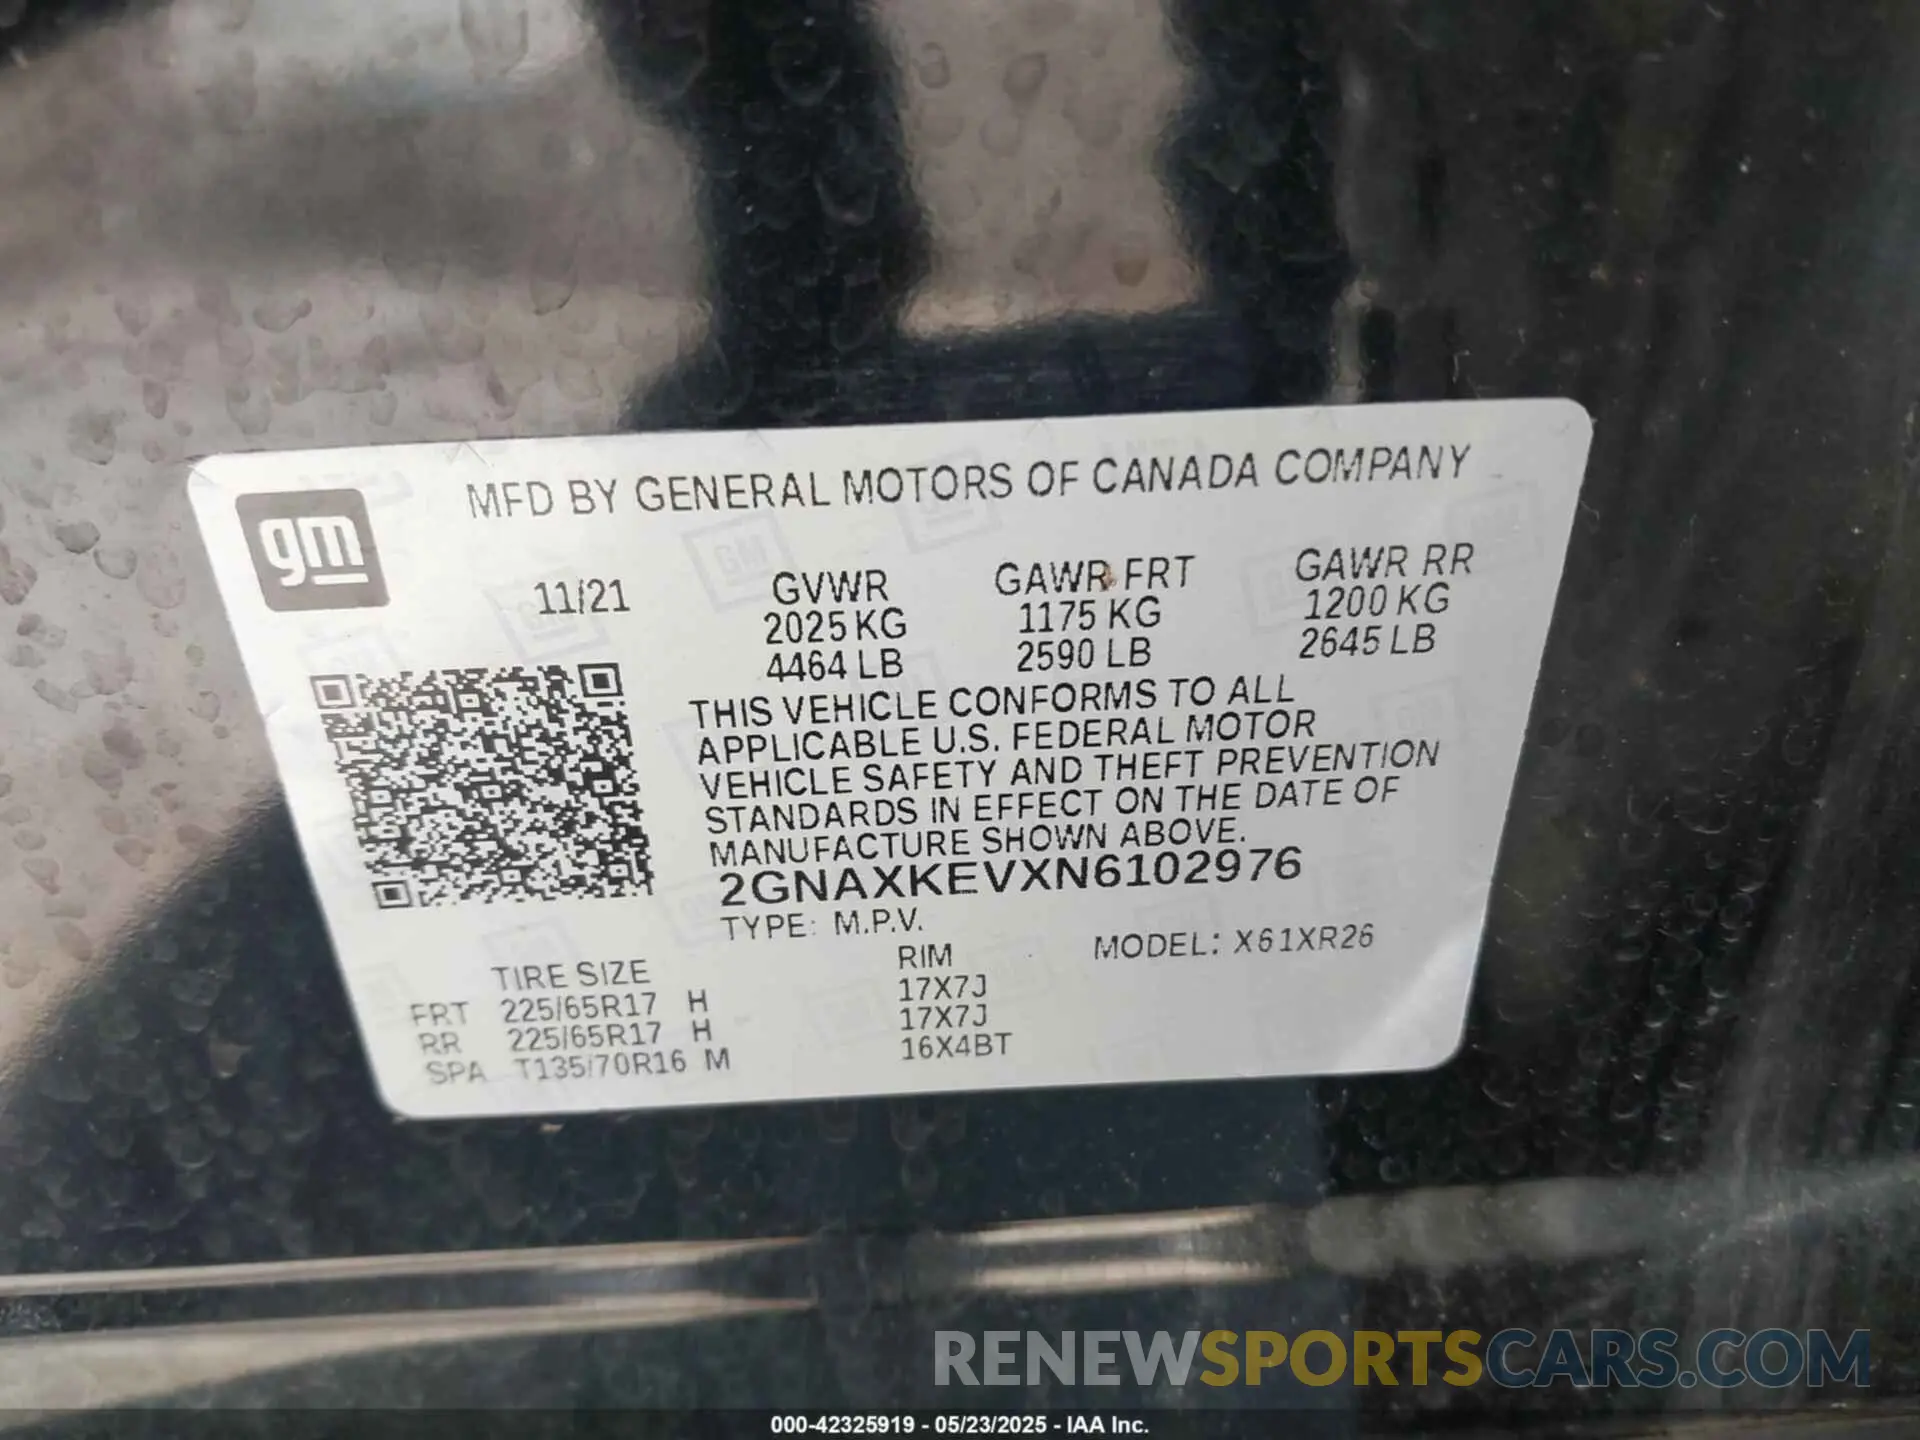 gm
MFD BY GENERAL MOTORS OF CANADA COMPANY
11/21 GVWR GAWR FRT GAWR RR
2025 KG 1175 KG 1200 KG
4464 LB 2590 LB 2645 LB
THIS VEHICLE CONFORMS TO ALL
APPLICABLE U.S. FEDERAL MOTOR
VEHICLE SAFETY AND THEFT PREVENTION
STANDARDS IN EFFECT ON THE DATE OF
MANUFACTURE SHOWN ABOVE.
2GNAXKEVXN6102976
TYPE: M.P.V.
MODEL: X61XR26
TIRE SIZE RIM
FRT 225/65R17 H 17X7J
RR 225/65R17 H 17X7J
SPA T135/70R16 M 16X4BT
RENEWSPORTSCARS.COM
000-42325919 - 05/23/2025 - IAA Inc.